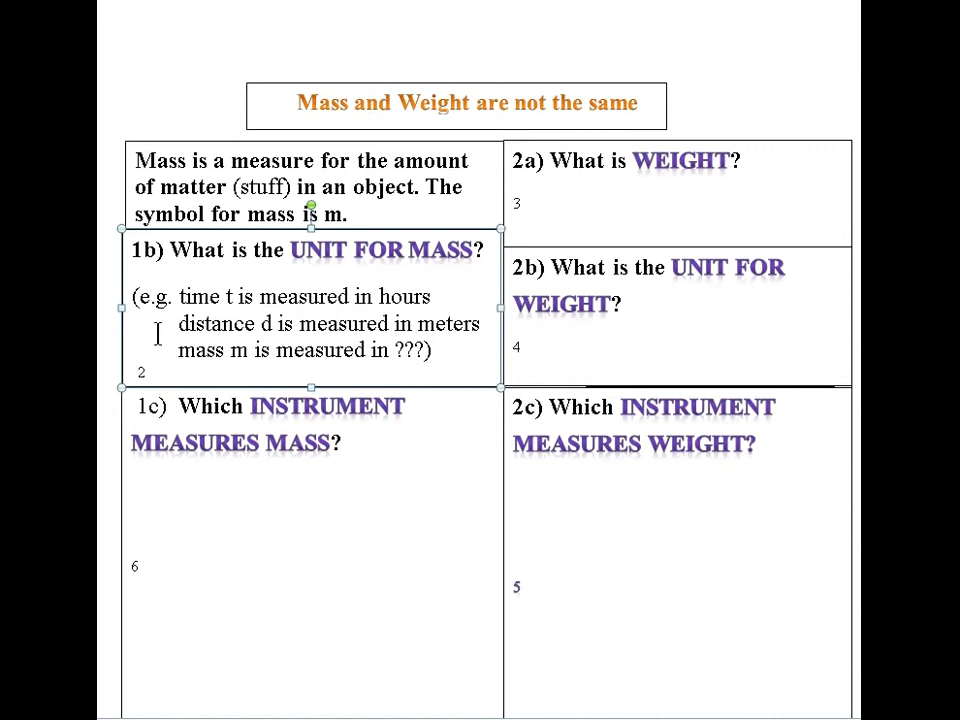 Mass and Weight are not the same
Mass is a measure for the amount
of matter (stuff) in an object. The
symbol for mass is m.
1b) What is the UNIT FOR MASS?
(e.g. time t is measured in hours
distance d is measured in meters
mass m is measured in ???)
2
1c) Which INSTRUMENT
MEASURES MASS?
6
2a) What is WEIGHT?
3
2b) What is the UNIT FOR
WEIGHT?
4
2c) Which INSTRUMENT
MEASURES WEIGHT?
5